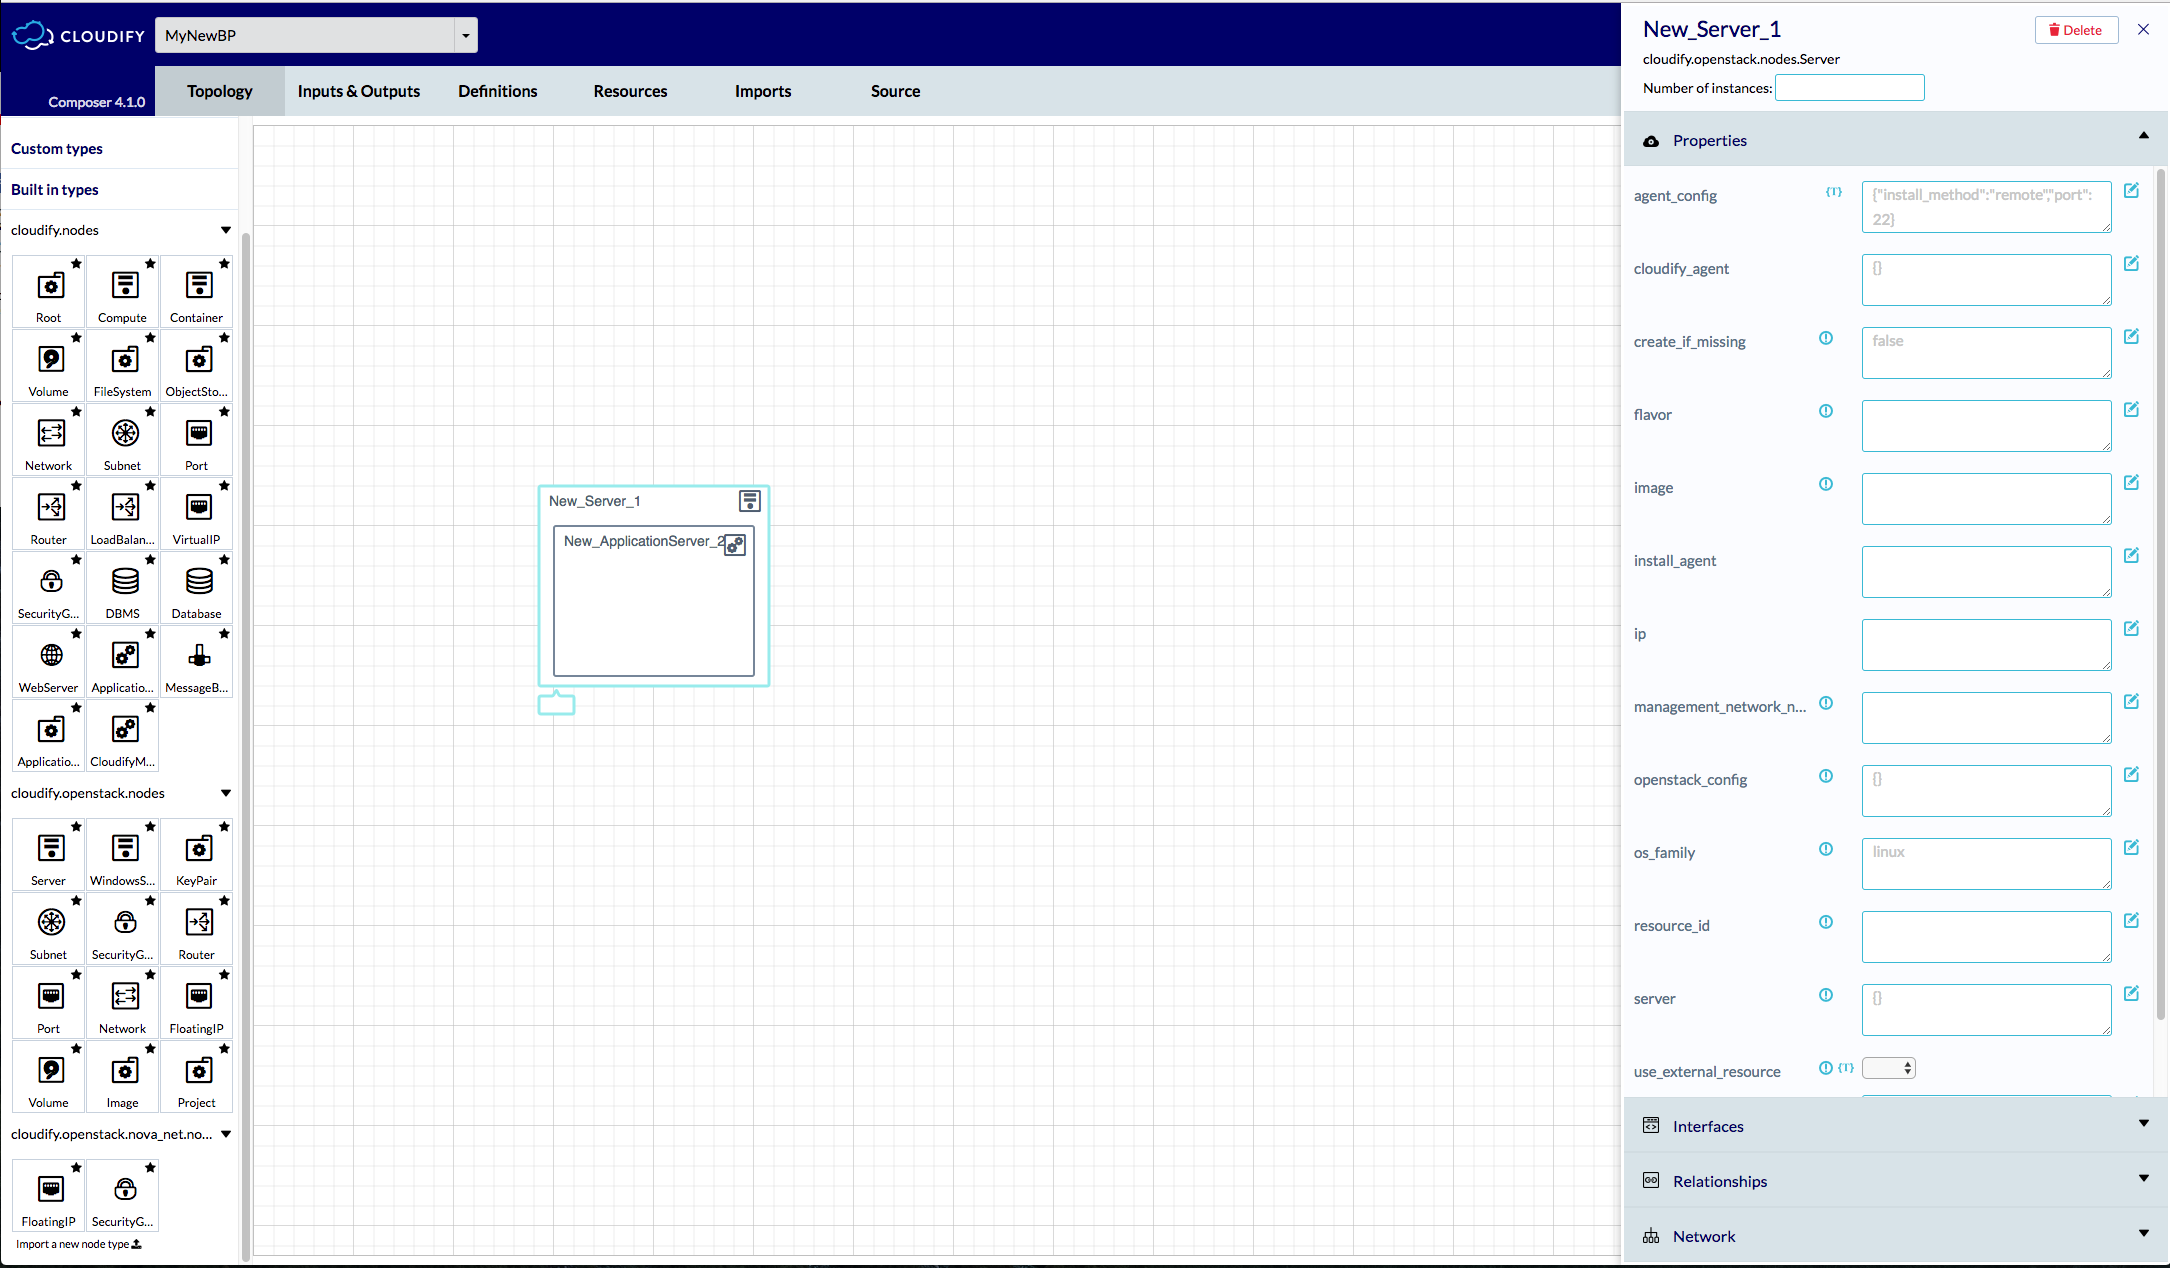 CLOUDIFY
MyNewBP
Composer 4.1.0
Topology
Inputs & Outputs
Definitions
Resources
Imports
Source
Custom types
Built in types
cloudify.nodes
Root
Compute
Container
Volume
FileSystem
ObjectSto...
Network
Subnet
Port
Router
LoadBalan...
VirtualIP
SecurityG...
DBMS
Database
WebServer
Applicatio...
MessageB...
Applicatio...
CloudifyM...
cloudify.openstack.nodes
Server
WindowsS...
KeyPair
Subnet
SecurityG...
Router
Port
Network
FloatingIP
Volume
Image
Project
cloudify.openstack.nova_net.no...
FloatingIP
SecurityG...
Import a new node type
New_Server_1
New_ApplicationServer_2
New_Server_1
Delete
cloudify.openstack.nodes.Server
Number of instances:
Properties
agent_config
{T}
{"install_method":"remote","port":
22}
cloudify_agent
{}
create_if_missing
false
flavor
image
install_agent
ip
management_network_n...
openstack_config
{}
os_family
linux
resource_id
server
{}
use_external_resource
{T}
Interfaces
Relationships
Network